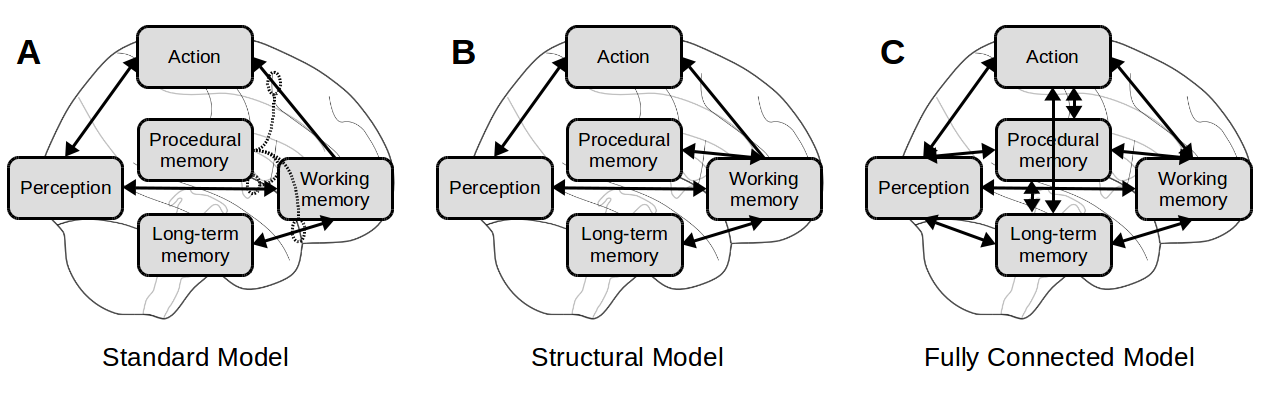 A
Action
Procedural
memory
Perception
Working
memory
Long-term
memory
Standard Model
B
Action
Procedural
memory
Perception
Working
memory
Long-term
memory
Structural Model
C
Action
Procedural
memory
Perception
Working
memory
Long-term
memory
Fully Connected Model